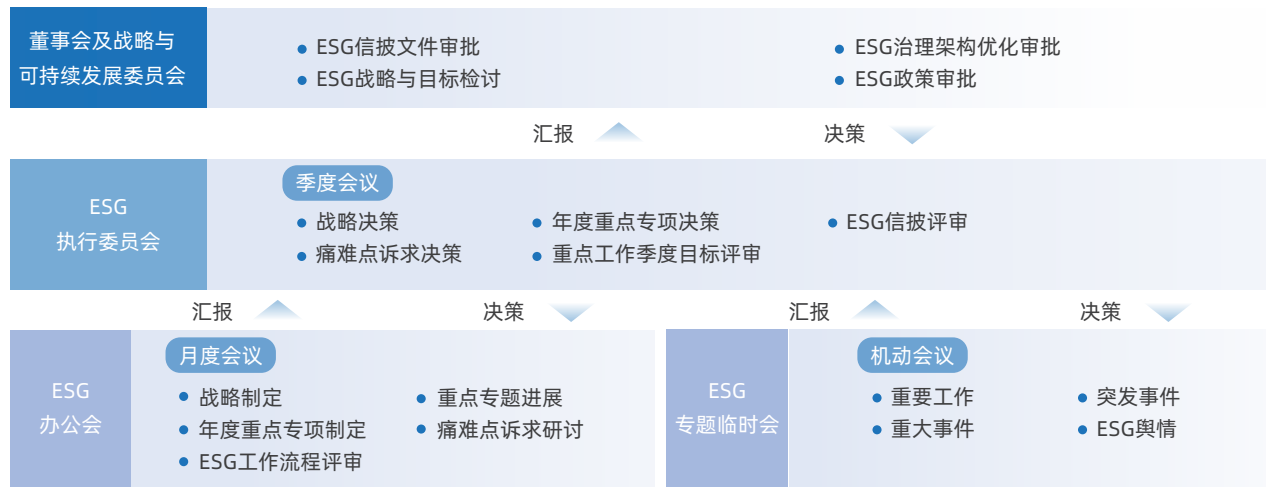 董事会及战略与
可持续发展委员会
ESG信披文件审批
ESG战略与目标检讨
ESG治理架构优化审批
ESG政策审批
汇报
决策
ESG
执行委员会
季度会议
战略决策
痛难点诉求决策
年度重点专项决策
重点工作季度目标评审
ESG信披评审
汇报
决策
汇报
决策
ESG
办公会
月度会议
战略制定
年度重点专项制定
ESG工作流程评审
重点专题进展
痛难点诉求研讨
ESG
专题临时会
机动会议
重要工作
重大事件
突发事件
ESG舆情